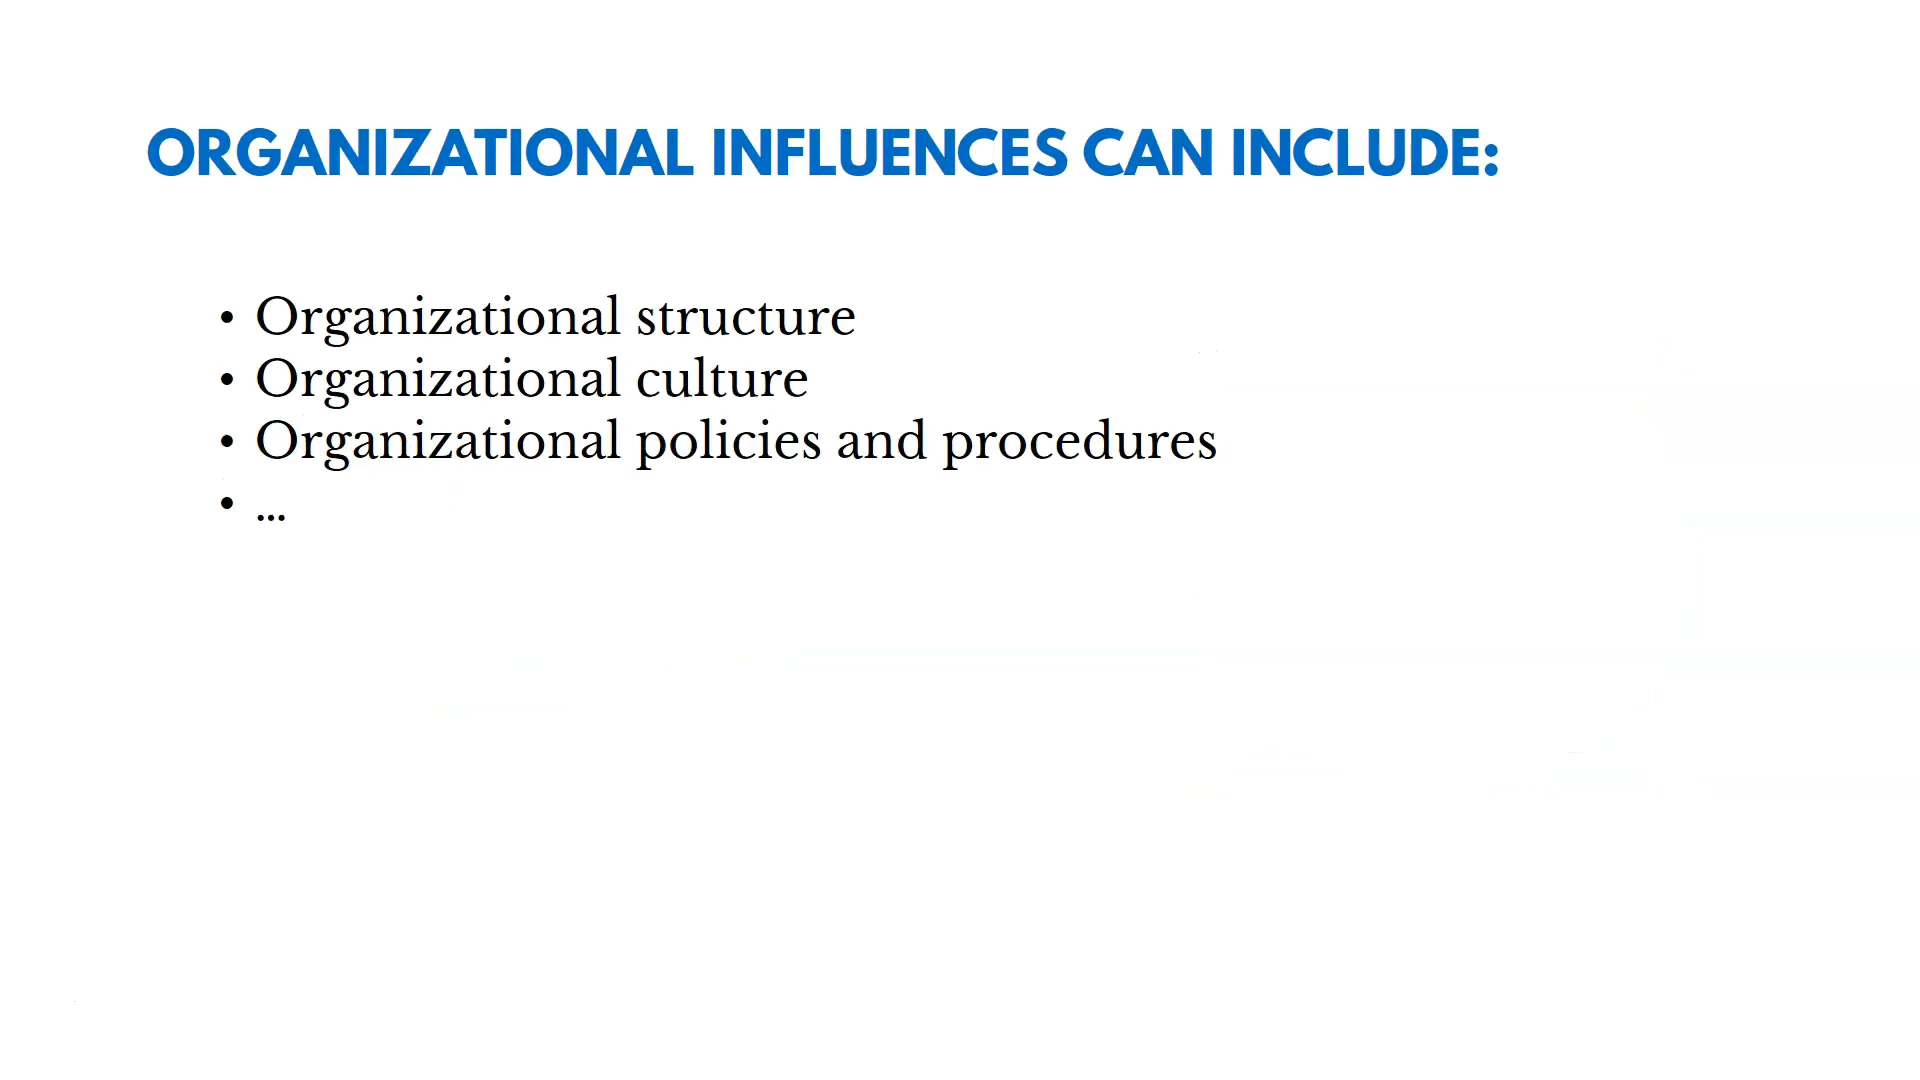 ORGANIZATIONAL INFLUENCES CAN INCLUDE:
• Organizational structure
• Organizational culture
• Organizational policies and procedures
• ...